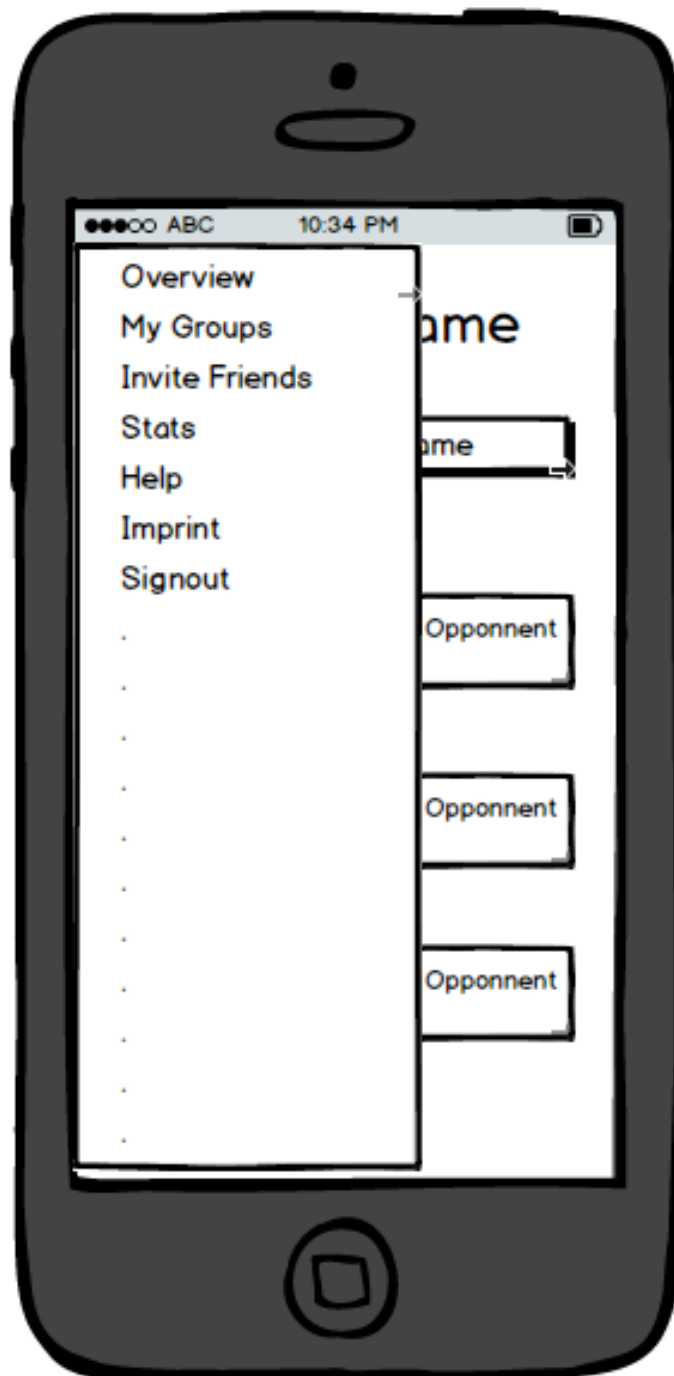 ABC 10:34 PM
Overview
ame
My Groups
Invite Friends
Stats
ame
Help
Imprint
Signout
.
Opponnent
.
.
.
Opponnent
.
.
.
.
Opponnent
.
.
.